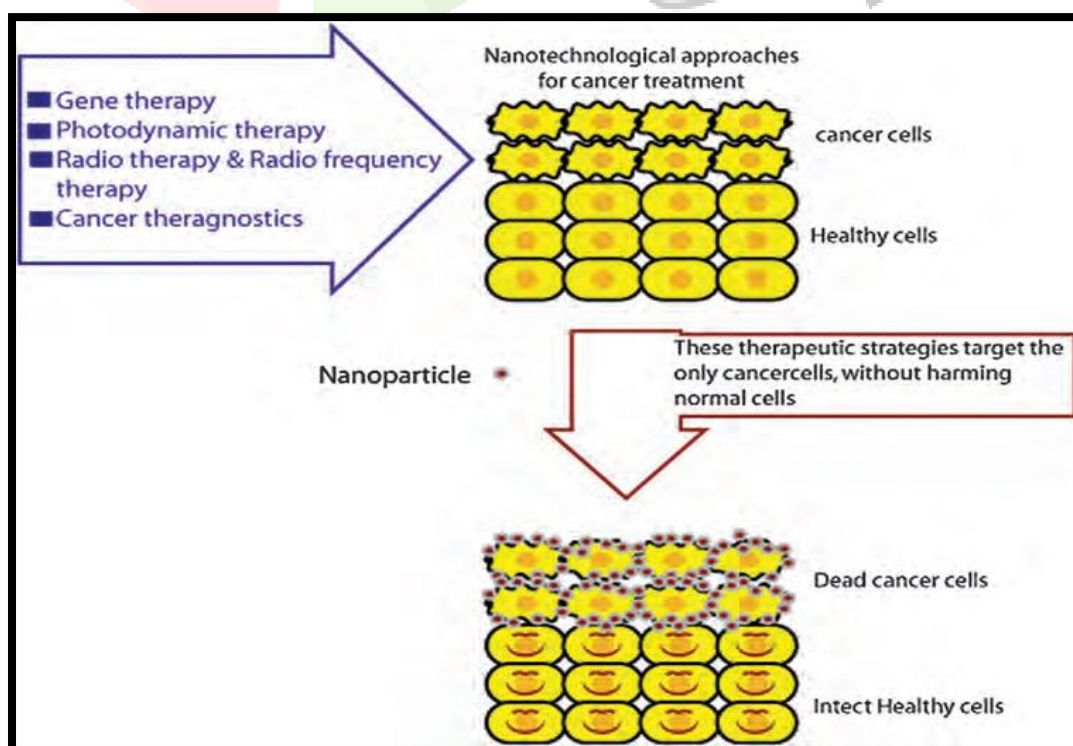 Nanotechnological approaches
for cancer treatment
Gene therapy
Photodynamic therapy
Radio therapy & Radio frequency
therapy
Cancer theragnostics
cancer cells
Healthy cells
Nanoparticle
These therapeutic strategies target the
only cancercells, without harming
normal cells
Dead cancer cells
Intect Healthy cells